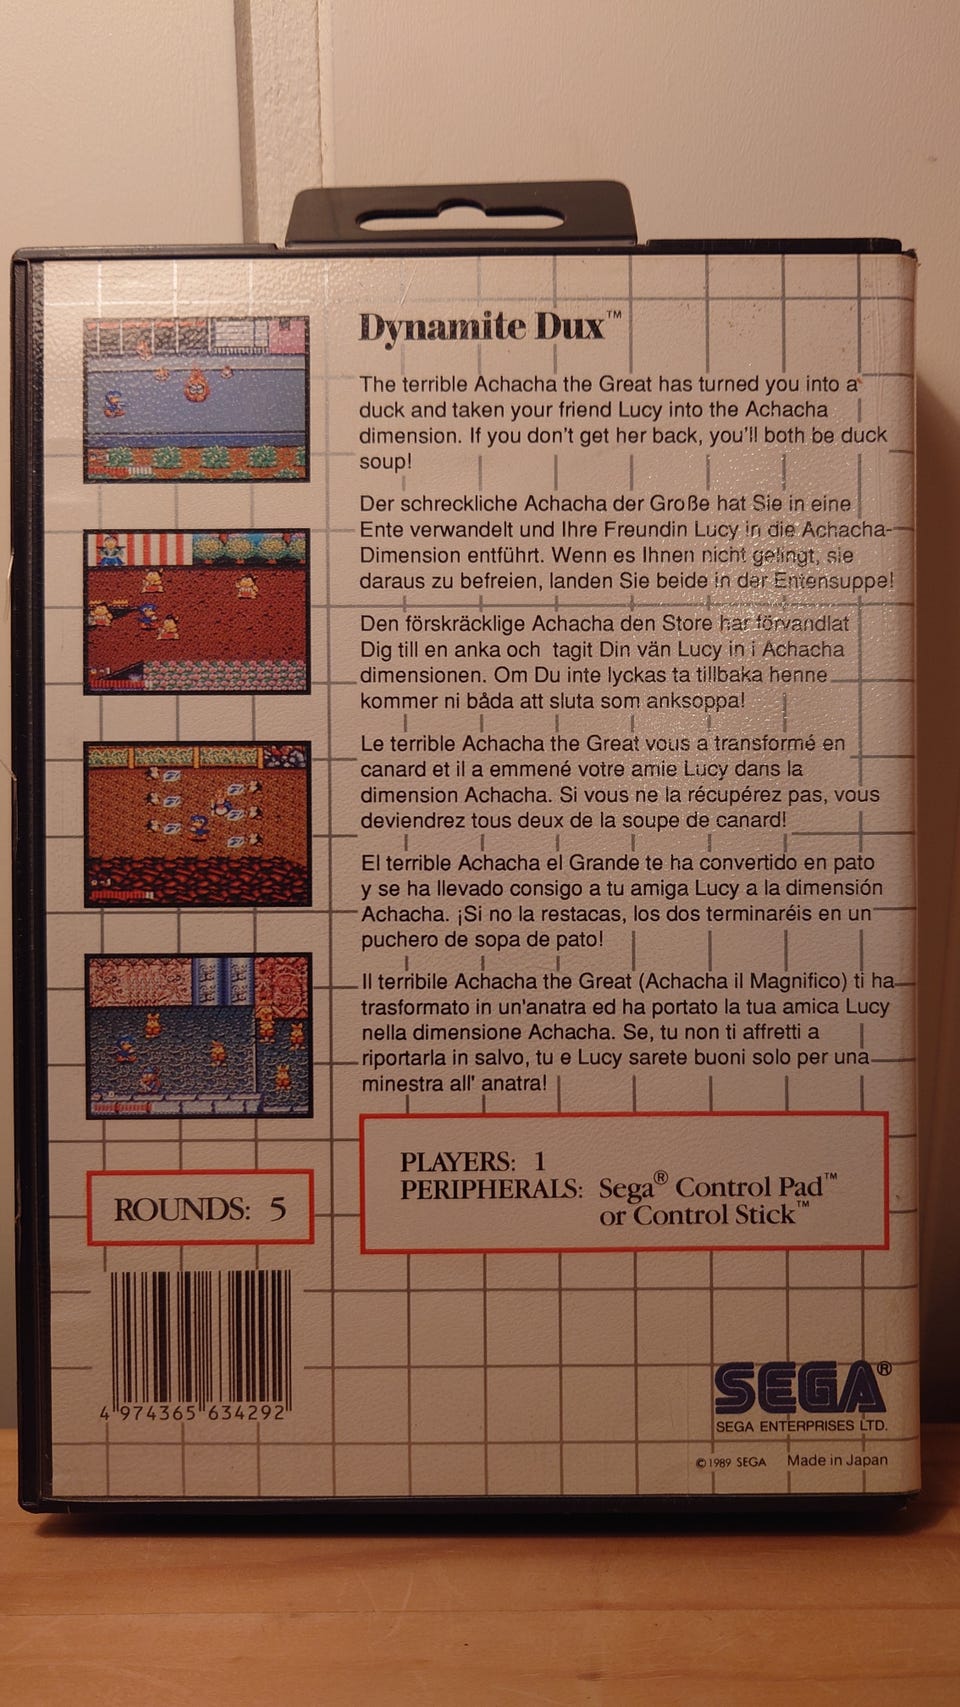 Dynamite Dux™
The terrible Achacha the Great has turned you into a
duck and taken your friend Lucy into the Achacha
dimension. If you don't get her back, you'll both be duck
soup!
Der schreckliche Achacha der Große hat Sie in eine
Ente verwandelt und Ihre Freundin Lucy in die Achacha-
Dimension entführt. Wenn es Ihnen nicht gelingt, sie
daraus zu befreien, landen Sie beide in der Entensuppe!
Den förskräcklige Achacha den Store har förvandlat
Dig till en anka och tagit Din vän Lucy in i Achacha
dimensionen. Om Du inte lyckas ta tillbaka henne
kommer ni båda att sluta som anksoppa!
Le terrible Achacha the Great vous a transformé en
canard et il a emmené votre amie Lucy dans la
dimension Achacha. Si vous ne la récupérez pas, vous
deviendrez tous deux de la soupe de canard!
El terrible Achacha el Grande te ha convertido en pato
y se ha llevado consigo a tu amiga Lucy a la dimensión
Achacha. ¡Si no la restacas, los dos terminaréis en un
puchero de sopa de pato!
Il terribile Achacha the Great (Achacha il Magnifico) ti ha
trasformato in un'anatra ed ha portato la tua amica Lucy
nella dimensione Achacha. Se, tu non ti affretti a
riportarla in salvo, tu e Lucy sarete buoni solo per una
minestra all' anatra!
PLAYERS: 1
PERIPHERALS: Sega® Control Pad™
or Control Stick™
ROUNDS: 5
4 974365 634292
SEGA®
SEGA ENTERPRISES LTD.
©1989 SEGA Made in Japan